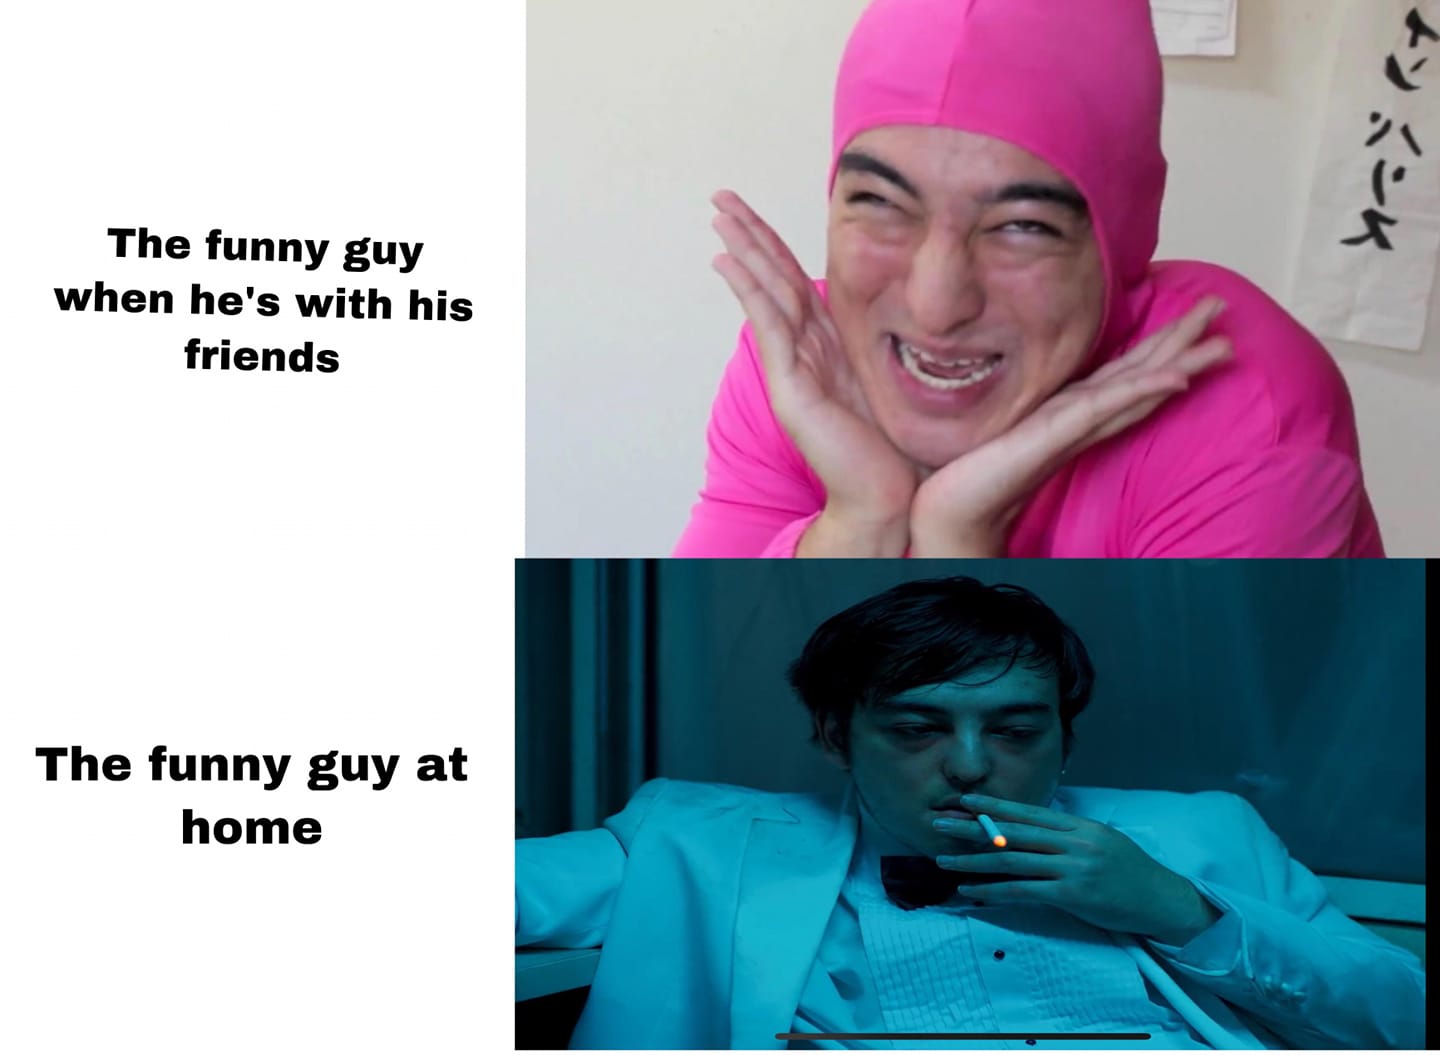 The funny guy
when he's with his
friends
The funny guy at
home